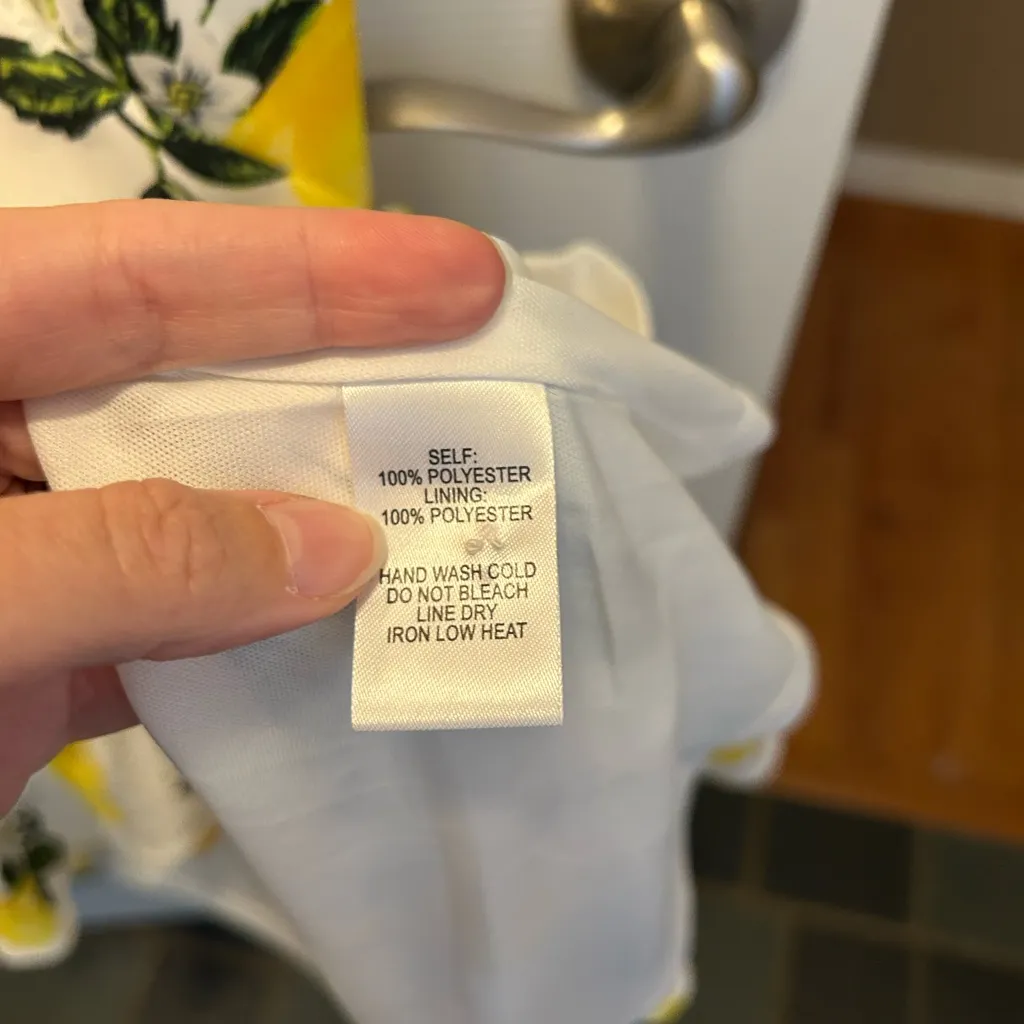 SELF:
100% POLYESTER
LINING:
100% POLYESTER
HAND WASH COLD
DO NOT BLEACH
LINE DRY
IRON LOW HEAT